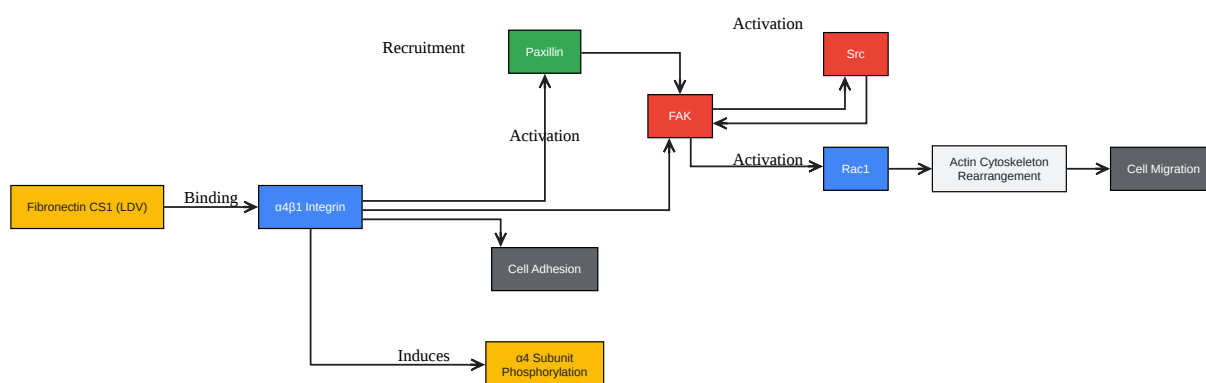 Activation
Recruitment
Paxillin
Src
FAK
Activation
Activation
Rac1
Actin Cytoskeleton
Rearrangement
Cell Migration
Fibronectin CS1 (LDV)
Binding
α4β1 Integrin
Cell Adhesion
Induces
α4 Subunit
Phosphorylation